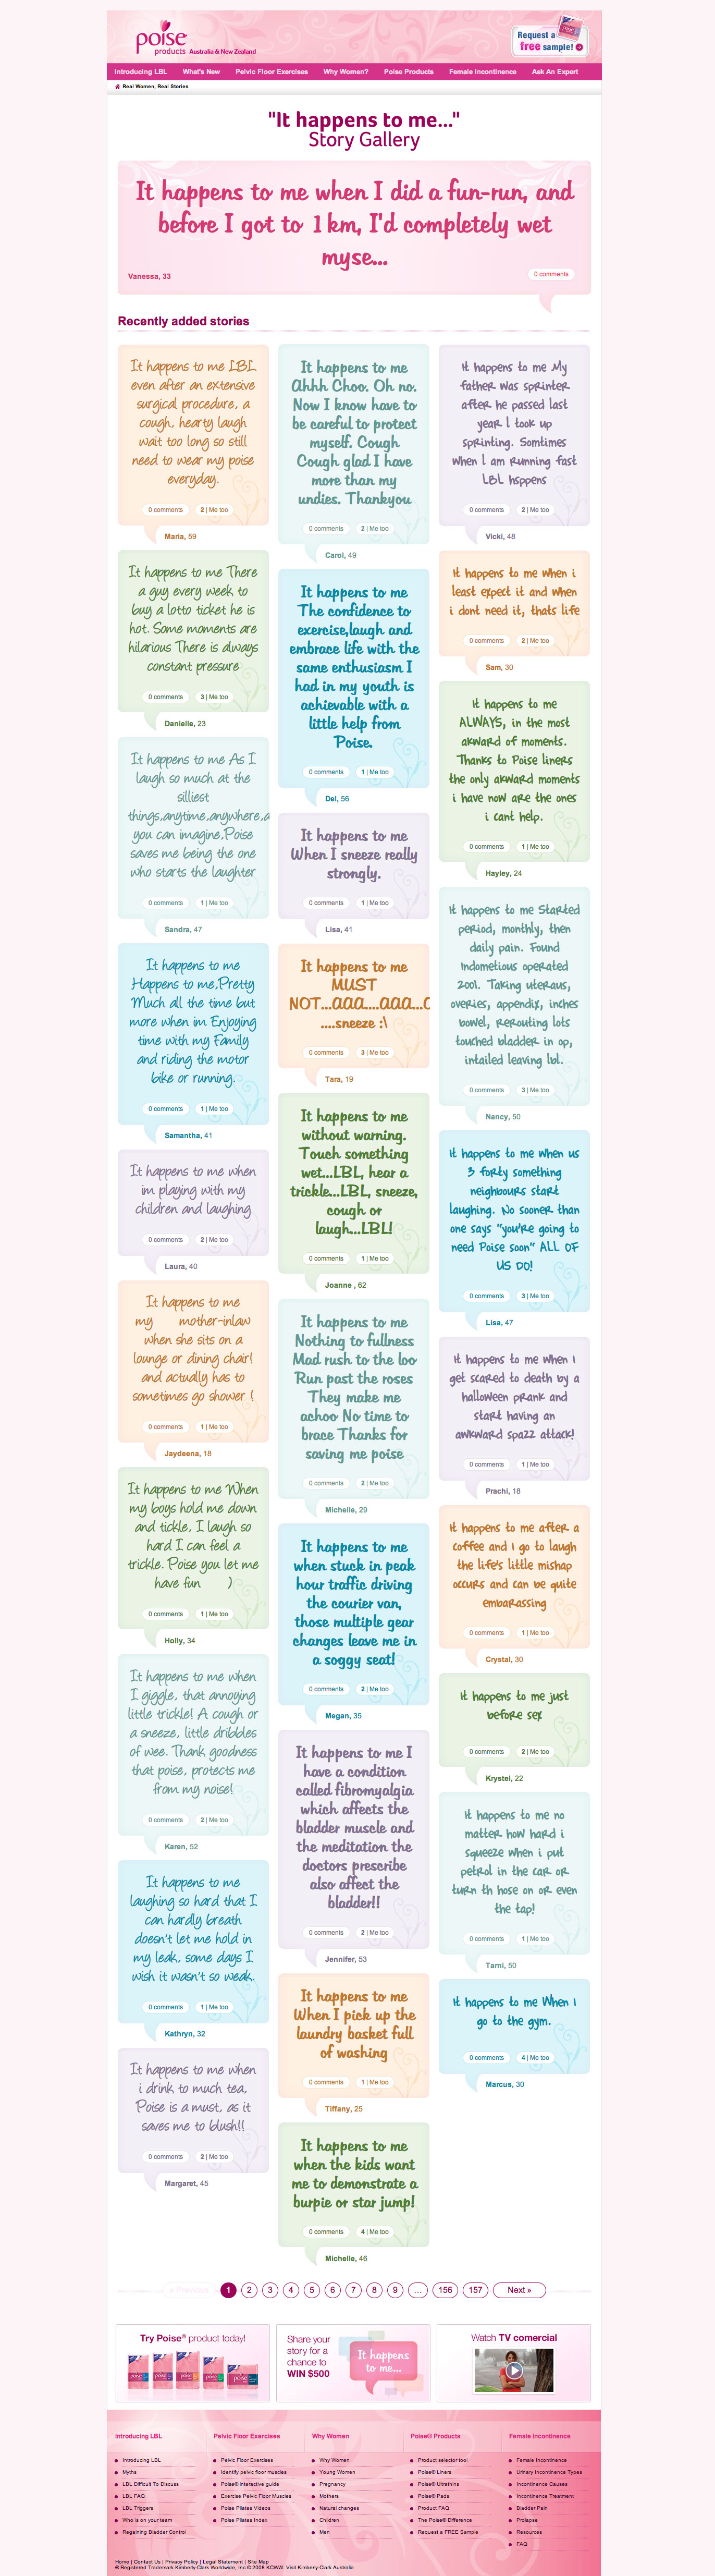 poise
products Australia & New Zealand
Request a
free sample!
Introducing LBL
What's New
Pelvic Floor Exercises
Why Women?
Poise Products
Female Incontinence
Ask An Expert
Real Women, Real Stories
"It happens to me..."
Story Gallery
It happens to me when I did a fun-run, and
before I got to 1km, I'd completely wet
myse...
Vanessa, 33
0 comments
Recently added stories
It happens to me LBL
even after an extensive
surgical procedure, a
cough, hearty laugh
wait too long so still
need to wear my poise
everyday.
0 comments
2 | Me too
Maria, 59
It happens to me There
a guy every week to
buy a lotto ticket he is
hot. Some moments are
hilarious There is always
constant pressure
0 comments
3 | Me too
Danielle, 23
It happens to me As I
laugh so much at the
silliest
things,anytime,anywhere,a
you can imagine,Poise
saves me being the one
who starts the laughter
0 comments
1 | Me too
Sandra, 47
It happens to me
Happens to me,Pretty
Much all the time but
more when im Enjoying
time with my Family
and riding the motor
bike or running.
0 comments
1 | Me too
Samantha, 41
It happens to me when
im playing with my
children and laughing
0 comments
2 | Me too
Laura, 40
It happens to me
my mother-inlaw
when she sits on a
lounge or dining chair!
and actually has to
sometimes go shower !
0 comments
1 | Me too
Jaydeena, 18
It happens to me When
my boys hold me down
and tickle, I laugh so
hard I can feel a
trickle. Poise you let me
have fun )
0 comments
1 | Me too
Holly, 34
It happens to me when
I giggle, that annoying
little trickle! A cough or
a sneeze, little dribbles
of wee. Thank goodness
that poise, protects me
from my noise!
0 comments
2 | Me too
Karen, 52
It happens to me
laughing so hard that I
can hardly breath
doesn't let me hold in
my leak, some days I
wish it wasn't so weak.
0 comments
1 | Me too
Kathryn, 32
It happens to me when
i drink to much tea,
Poise is a must, as it
saves me to blush!!
0 comments
2 | Me too
Margaret, 45
It happens to me
Ahhh Choo. Oh no.
Now I know have to
be careful to protect
myself. Cough
Cough glad I have
more than my
undies. Thankyou
0 comments
2 | Me too
Carol, 49
It happens to me
The confidence to
exercise,laugh and
embrace life with the
same enthusiasm I
had in my youth is
achievable with a
little help from
Poise.
0 comments
1 | Me too
Del, 56
It happens to me
When I sneeze really
strongly.
0 comments
1 | Me too
Lisa, 41
It happens to me
MUST
NOT...aaa....aaa...C
....sneeze :\
0 comments
3 | Me too
Tara, 19
It happens to me
without warning.
Touch something
wet...LBL, hear a
trickle...LBL, sneeze,
cough or
laugh...LBL!
0 comments
1 | Me too
Joanne , 62
It happens to me
Nothing to fullness
Mad rush to the loo
Run past the roses
They make me
achoo No time to
brace Thanks for
saving me poise
0 comments
2 | Me too
Michelle, 29
It happens to me
when stuck in peak
hour traffic driving
the courier van,
those multiple gear
changes leave me in
a soggy seat!
0 comments
2 | Me too
Megan, 35
It happens to me I
have a condition
called fibromyalgia
which affects the
bladder muscle and
the meditation the
doctors prescribe
also affect the
bladder!!
0 comments
2 | Me too
Jennifer, 53
It happens to me
When I pick up the
laundry basket full
of washing
0 comments
1 | Me too
Tiffany, 25
It happens to me
when the kids want
me to demonstrate a
burpie or star jump!
0 comments
4 | Me too
Michelle, 46
It happens to me My
father was sprinter
after he passed last
year I took up
sprinting. Somtimes
when I am running fast
LBL hsppens
0 comments
2 | Me too
Vicki, 48
It happens to me when i
least expect it and when
i dont need it, thats life
0 comments
2 | Me too
Sam, 30
It happens to me
ALWAYS, in the most
akward of moments.
Thanks to Poise liners
the only akward moments
i have now are the ones
i cant help.
0 comments
1 | Me too
Hayley, 24
It happens to me Started
period, monthly, then
daily pain. Found
Indometious operated
2001. Taking uteraus,
overies, appendix, inches
bowel, rerouting lots
touched bladder in op,
intailed leaving lbl.
0 comments
3 | Me too
Nancy, 50
It happens to me When us
3 forty something
neighbours start
laughing. No sooner than
one says "you're going to
need Poise soon" ALL OF
US DO!
0 comments
3 | Me too
Lisa, 47
It happens to me When I
get scared to death by a
halloween prank and
start having an
awkward spazz attack!
0 comments
1 | Me too
Prachi, 18
It happens to me after a
coffee and I go to laugh
the life's little mishap
occurs and can be quite
embarassing
0 comments
1 | Me too
Crystal, 30
It happens to me just
before sex
0 comments
2 | Me too
Krystel, 22
It happens to me no
matter how hard i
squeeze when i put
petrol in the car or
turn th hose on or even
the tap!
0 comments
1 | Me too
Tami, 50
It happens to me When I
go to the gym.
0 comments
4 | Me too
Marcus, 30
« Previous 1 2 3 4 5 6 7 8 9 ... 156 157 Next »
Try Poise® product today!
Share your
story for a
chance to
WIN $500
It happens
to me...
Watch TV comercial
Introducing LBL
Introducing LBL
Myths
LBL Difficult To Discuss
LBL FAQ
LBL Triggers
Who is on your team
Regaining Bladder Control
Pelvic Floor Exercises
Pelvic Floor Exercises
Identify pelvic floor muscles
Poise® interactive guide
Exercise Pelvic Floor Muscles
Poise Pilates Videos
Poise Pilates Index
Why Women
Why Women
Young Women
Pregnancy
Mothers
Natural changes
Children
Men
Poise® Products
Product selector tool
Poise® Liners
Poise® Ultrathins
Poise® Pads
Product FAQ
The Poise® Difference
Request a FREE Sample
Female Incontinence
Female Incontinence
Urinary Incontinence Types
Incontinence Causes
Incontinence Treatment
Bladder Pain
Prolapse
Resources
FAQ
Home | Contact Us | Privacy Policy | Legal Statement | Site Map
® Registered Trademark Kimberly-Clark Worldwide, Inc © 2008 KCWW. Visit Kimberly-Clark Australia